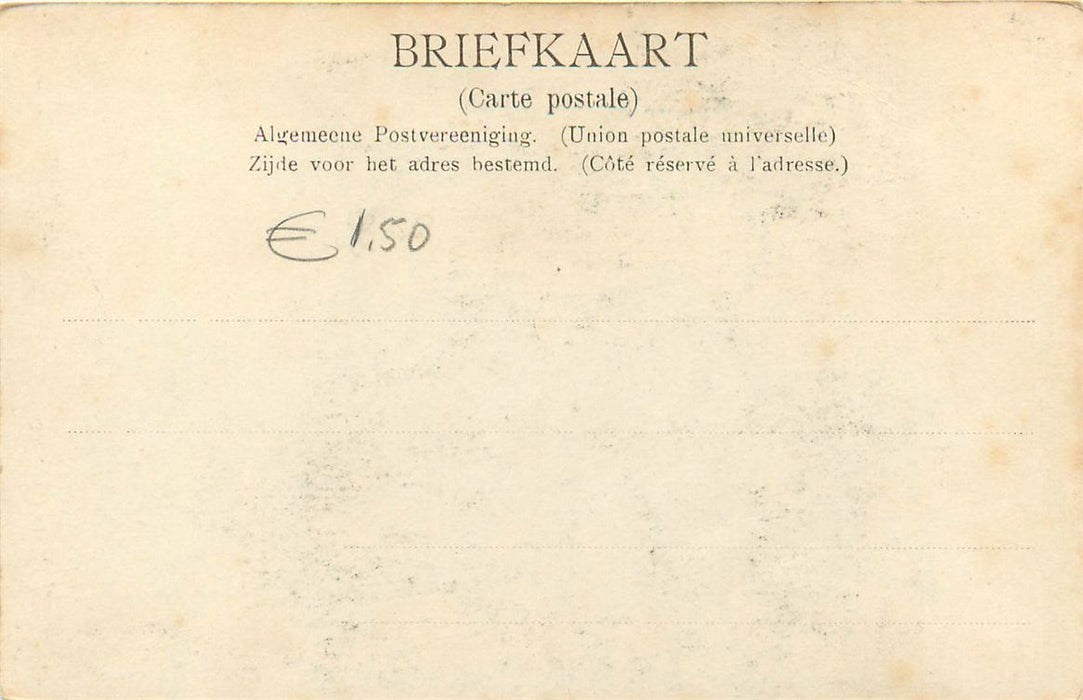 BRIEFKAART
(Carte postale)
Algemeene Postvereeniging. (Union postale universelle)
Zijde voor het adres bestemd. (Côté réservé à l'adresse.)
€ 1.50